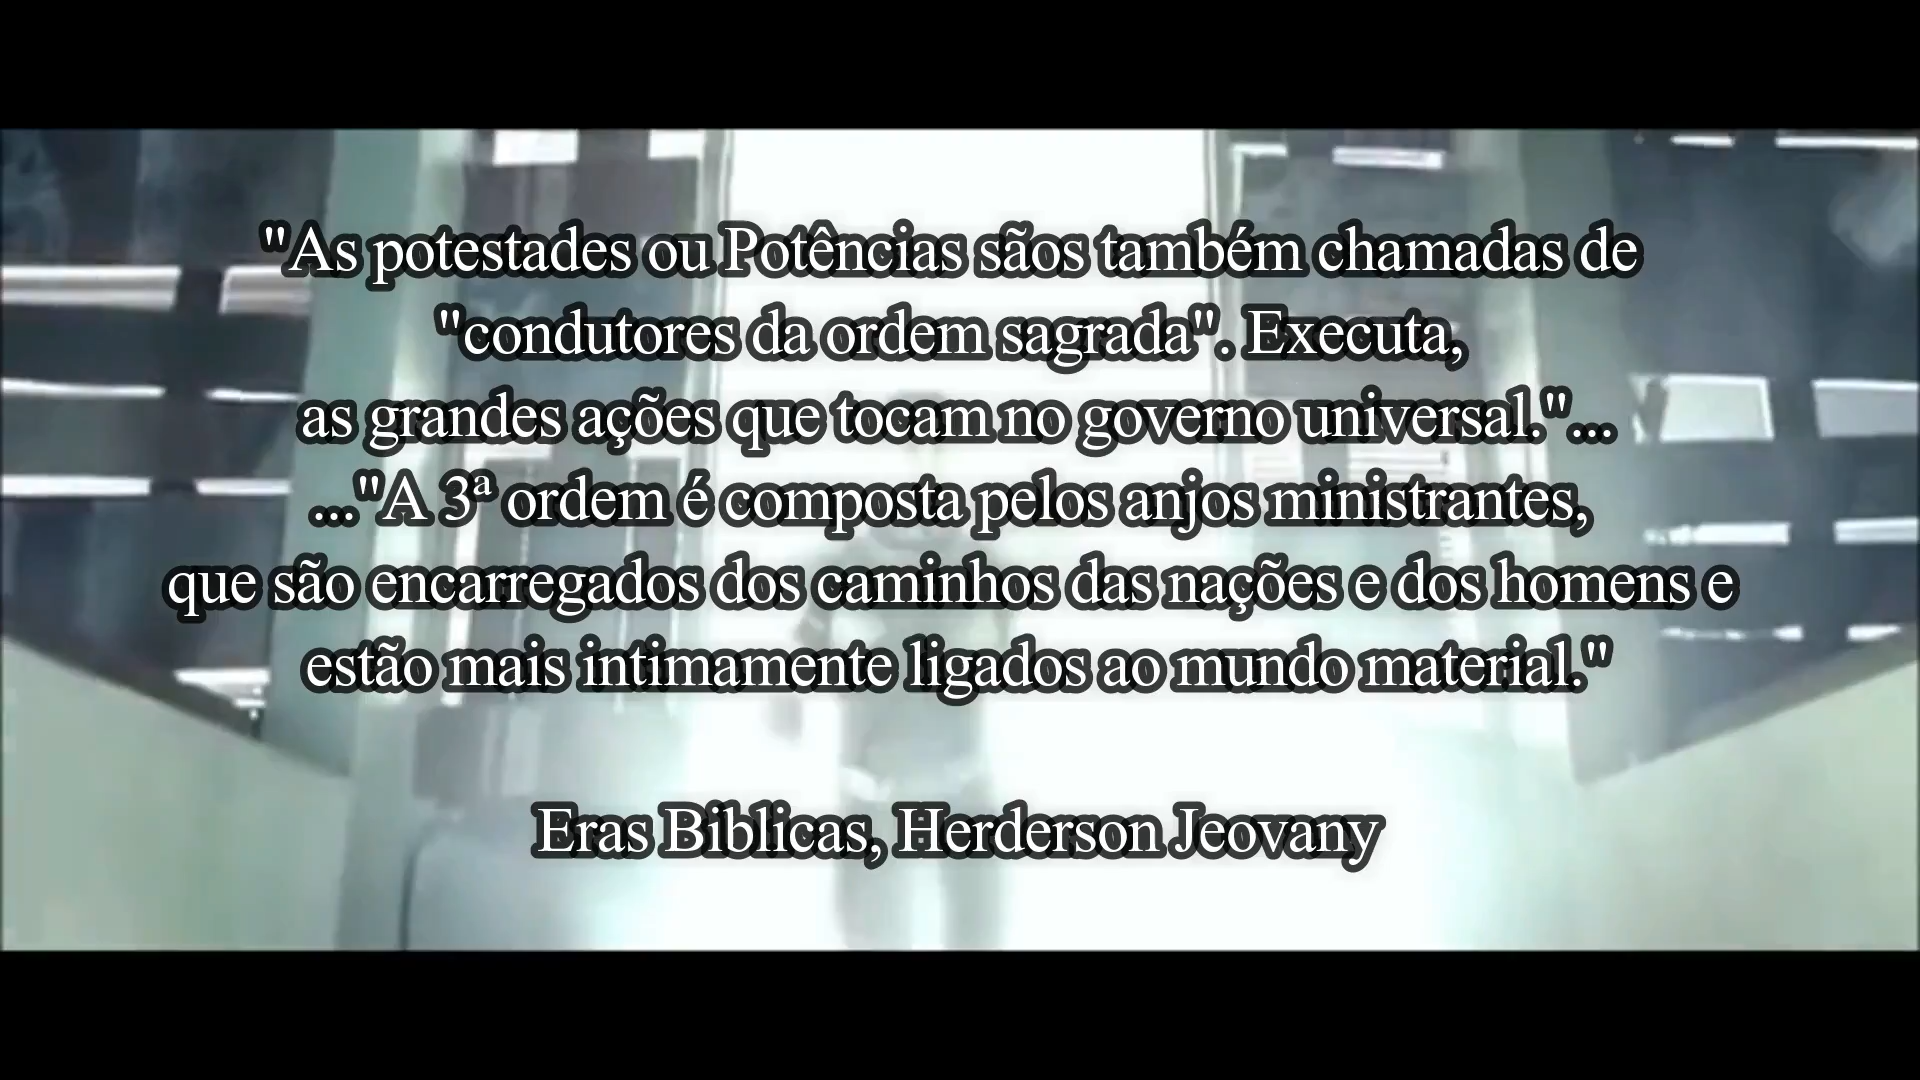 "As potestades ou Potências sãos também chamadas de
"condutores da ordem sagrada". Executa,
as grandes ações que tocam no governo universal."...
..."A 3ª ordem é composta pelos anjos ministrantes,
que são encarregados dos caminhos das nações e dos homens e
estão mais intimamente ligados ao mundo material."
Eras Biblicas, Herderson Jeovany